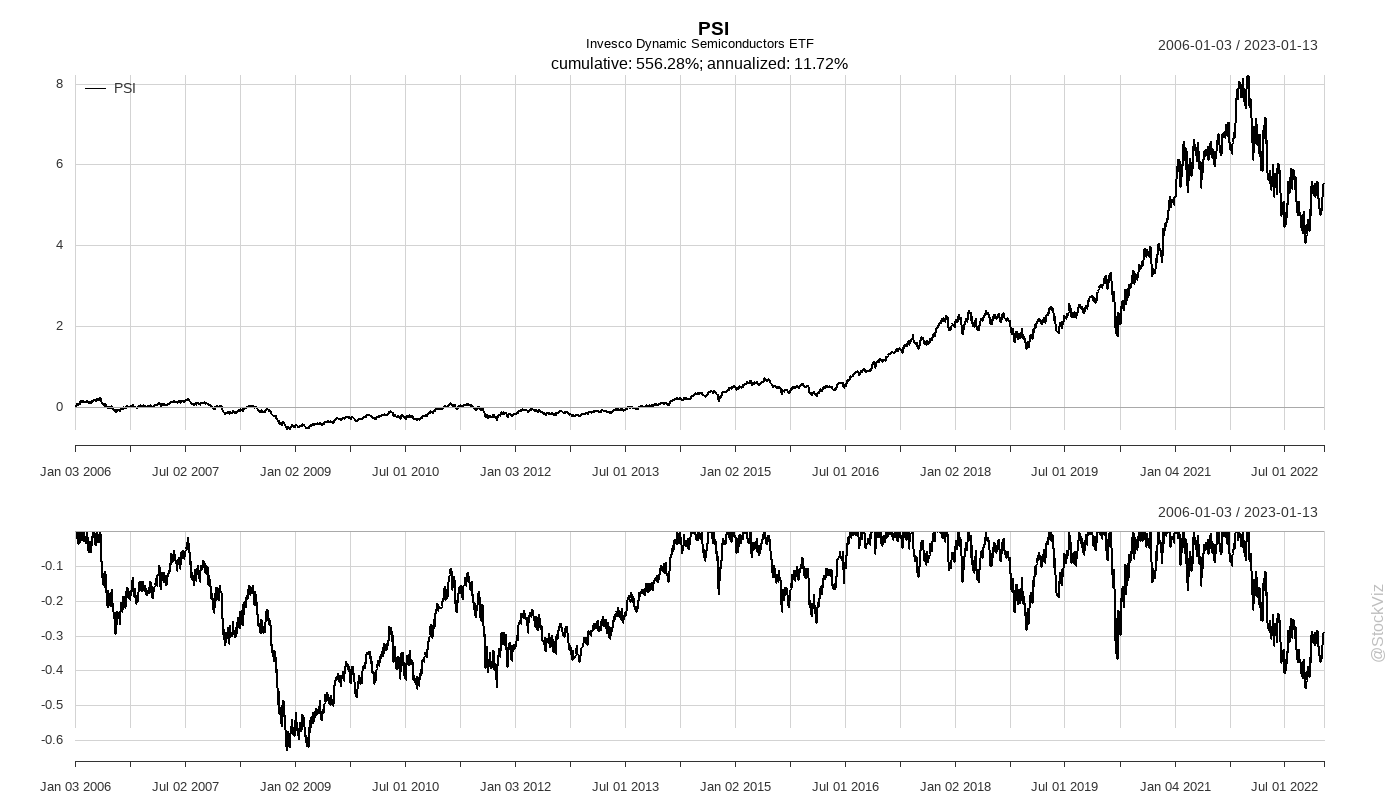 PSI
Invesco Dynamic Semiconductors ETF
cumulative: 556.28%; annualized: 11.72%
2006-01-03 / 2023-01-13
PSI
8
6
4
2
0
Jan 03 2006 Jul 02 2007 Jan 02 2009 Jul 01 2010 Jan 03 2012 Jul 01 2013 Jan 02 2015 Jul 01 2016 Jan 02 2018 Jul 01 2019 Jan 04 2021 Jul 01 2022
2006-01-03 / 2023-01-13
-0.1
-0.2
-0.3
-0.4
-0.5
-0.6
Jan 03 2006 Jul 02 2007 Jan 02 2009 Jul 01 2010 Jan 03 2012 Jul 01 2013 Jan 02 2015 Jul 01 2016 Jan 02 2018 Jul 01 2019 Jan 04 2021 Jul 01 2022
@StockViz